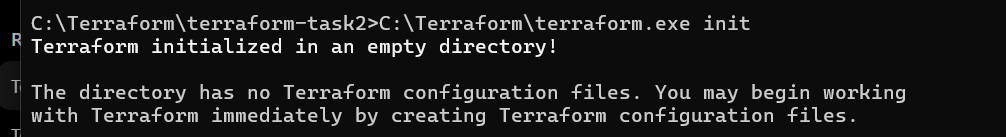 C:\Terraform\terraform-task2>C:\Terraform\terraform.exe init
Terraform initialized in an empty directory!
The directory has no Terraform configuration files. You may begin working
with Terraform immediately by creating Terraform configuration files.